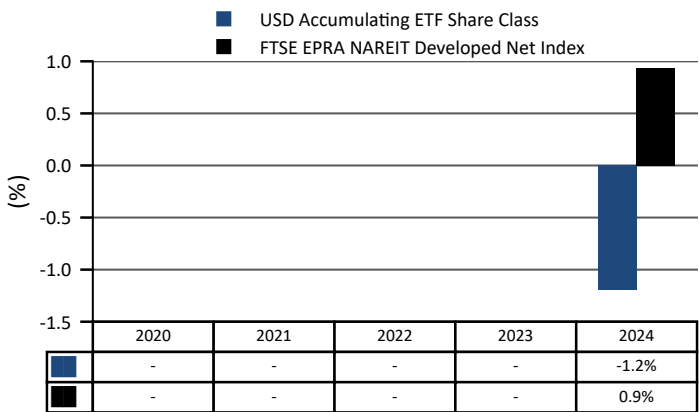 USD Accumulating ETF Share Class
FTSE EPRA NAREIT Developed Net Index
(%)
1.0
0.5
0.0
-0.5
-1.0
-1.5
2020 2021 2022 2023 2024
- - - - -1.2%
- - - - 0.9%